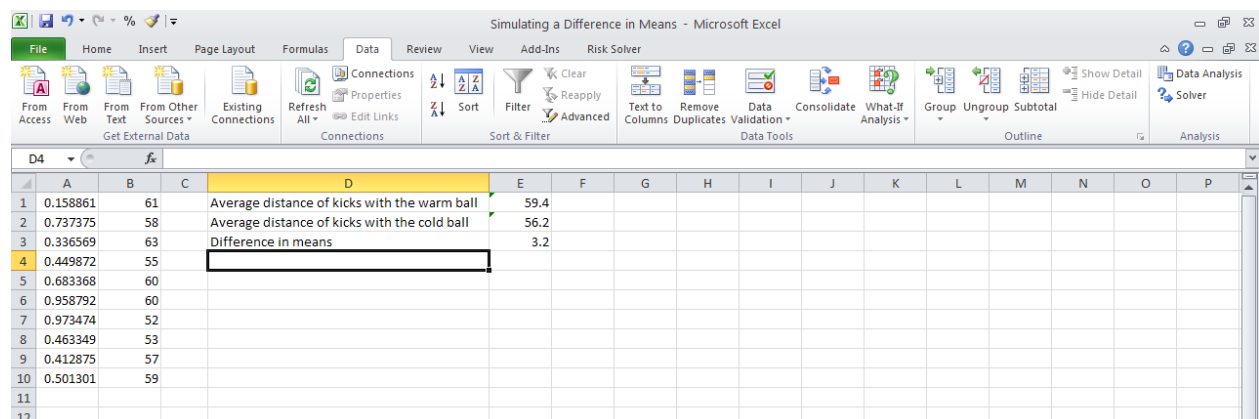 Simulating a Difference in Means - Microsoft Excel
File Home Insert Page Layout Formulas Data Review View Add-Ins Risk Solver
From Access
From Web
From Text
From Other Sources
Existing Connections
Refresh All
Connections
Properties
Edit Links
Sort
Filter
Clear
Reapply
Advanced
Text to Columns
Remove Duplicates
Data Validation
Consolidate
What-If Analysis
Group
Ungroup
Subtotal
Show Detail
Hide Detail
Data Analysis
Solver
Get External Data Connections Sort & Filter Data Tools Outline Analysis
D4 fx
A B C D E F G H I J K L M N O P
1 0.158861 61 Average distance of kicks with the warm ball 59.4
2 0.737375 58 Average distance of kicks with the cold ball 56.2
3 0.336569 63 Difference in means 3.2
4 0.449872 55
5 0.683368 60
6 0.958792 60
7 0.973474 52
8 0.463349 53
9 0.412875 57
10 0.501301 59
11
12